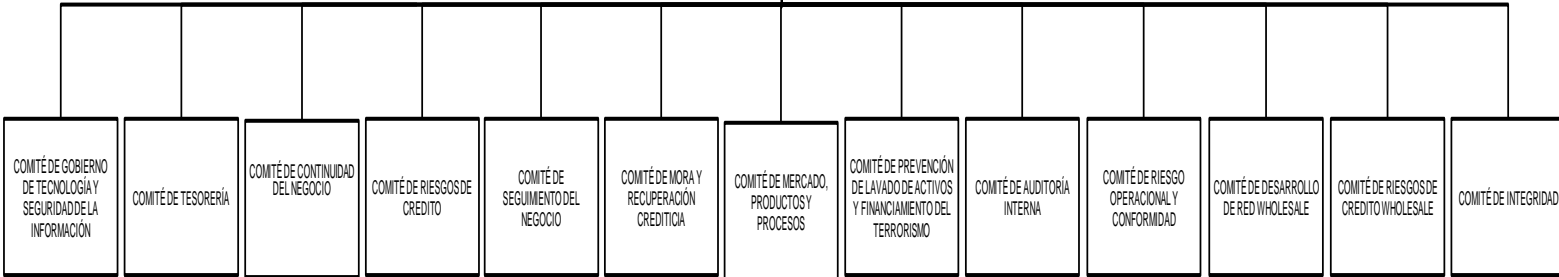 COMITÉ DE GOBIERNO
DE TECNOLOGÍA Y
SEGURIDAD DE LA
INFORMACIÓN
COMITÉ DE TESORERÍA
COMITÉ DE CONTINUIDAD
DEL NEGOCIO
COMITÉ DE RIESGOS DE
CREDITO
COMITÉ DE
SEGUIMIENTO DEL
NEGOCIO
COMITÉ DE MORA Y
RECUPERACIÓN
CREDITICIA
COMITÉ DE MERCADO,
PRODUCTOS Y
PROCESOS
COMITÉ DE PREVENCIÓN
DE LAVADO DE ACTIVOS
Y FINANCIAMIENTO DEL
TERRORISMO
COMITÉ DE AUDITORÍA
INTERNA
COMITÉ DE RIESGO
OPERACIONAL Y
CONFORMIDAD
COMITÉ DE DESARROLLO
DE RED WHOLESALE
COMITÉ DE RIESGOS DE
CREDITO WHOLESALE
COMITÉ DE INTEGRIDAD